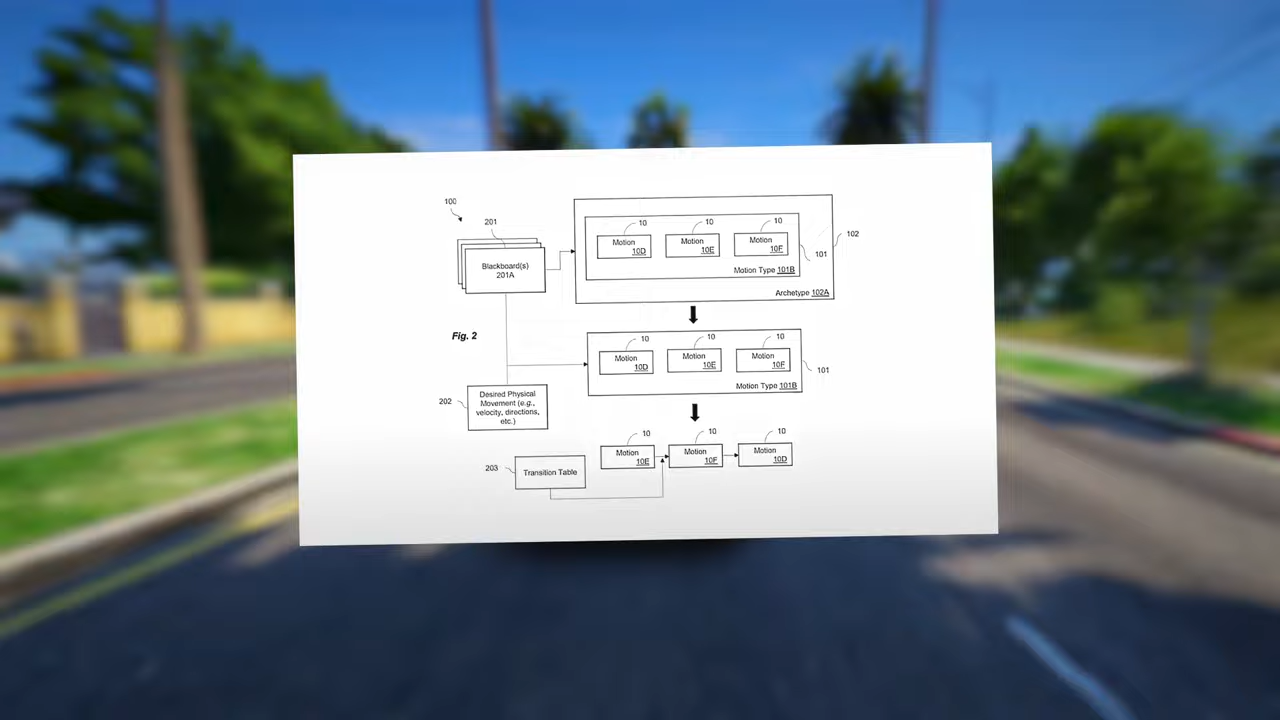 100
201
Blackboard(s)
201A
10
10
10
Motion
10D
Motion
10E
Motion
10F
101
102
Motion Type 101B
Archetype 102A
Fig. 2
10
10
10
Motion
10D
Motion
10E
Motion
10F
101
Motion Type 101B
202
Desired Physical
Movement (e.g.,
velocity, directions,
etc.)
10
10
10
Motion
10E
Motion
10F
Motion
10D
203
Transition Table